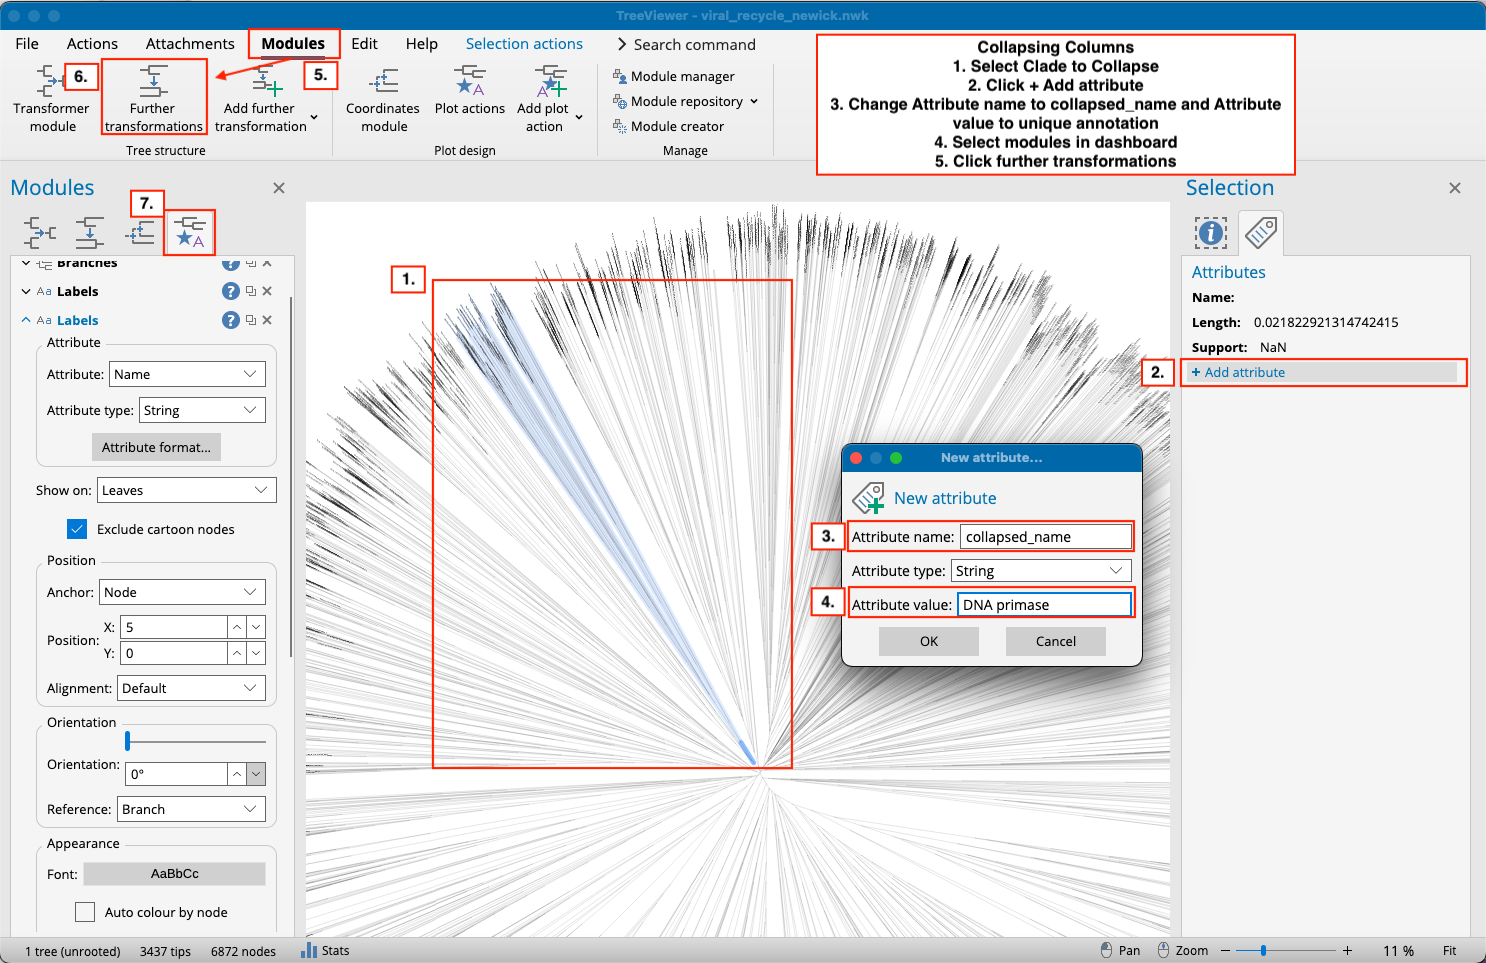 TreeViewer - viral_recycle_newick.nwk
File Actions Attachments Modules Edit Help Selection actions Search command
6.
5.
Transformer module
Further transformations
Add further transformation
Tree structure
Coordinates module
Plot actions
Add plot action
Plot design
Module manager
Module repository
Module creator
Manage
Collapsing Columns
1. Select Clade to Collapse
2. Click + Add attribute
3. Change Attribute name to collapsed_name and Attribute
value to unique annotation
4. Select modules in dashboard
5. Click further transformations
Modules
7.
Branches
Aa Labels
Aa Labels
Attribute
Attribute: Name
Attribute type: String
Attribute format...
Show on: Leaves
Exclude cartoon nodes
Position
Anchor: Node
Position:
X: 5
Y: 0
Alignment: Default
Orientation
Orientation: 0°
Reference: Branch
Appearance
Font: AaBbCc
Auto colour by node
1.
Selection
Attributes
Name:
Length: 0.021822921314742415
Support: NaN
2.
+ Add attribute
New attribute...
New attribute
3.
Attribute name: collapsed_name
Attribute type: String
4.
Attribute value: DNA primase
OK Cancel
1 tree (unrooted) 3437 tips 6872 nodes Stats Pan Zoom − + 11 % Fit